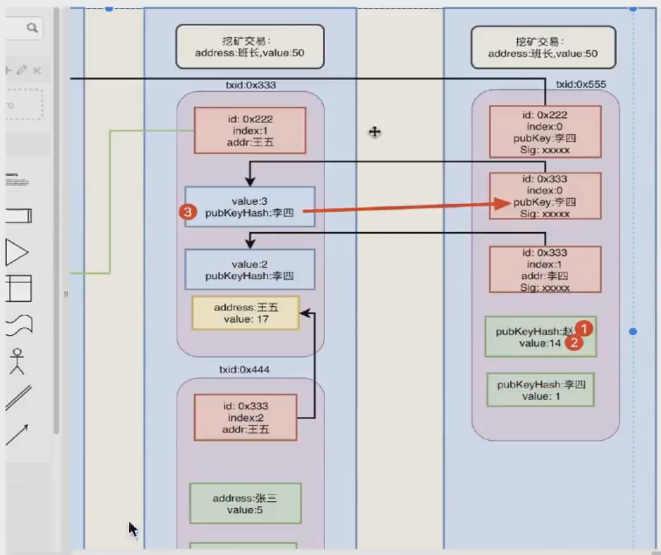 挖矿交易：
address:班长,value:50
txid:0x333
id: 0x222
index:1
addr:王五
value:3
3
pubKeyHash:李四
value:2
pubKeyHash:李四
address:王五
value: 17
txid:0x444
id: 0x333
index:2
addr:王五
address:张三
value:5
挖矿交易：
address:班长,value:50
txid:0x555
id: 0x222
index:0
pubKey:李四
Sig: xxxxx
id: 0x333
index:0
pubKey:李四
Sig: xxxxx
id: 0x333
index:1
addr:李四
Sig: xxxxx
pubKeyHash:赵
1
value:14
2
pubKeyHash:李四
value: 1